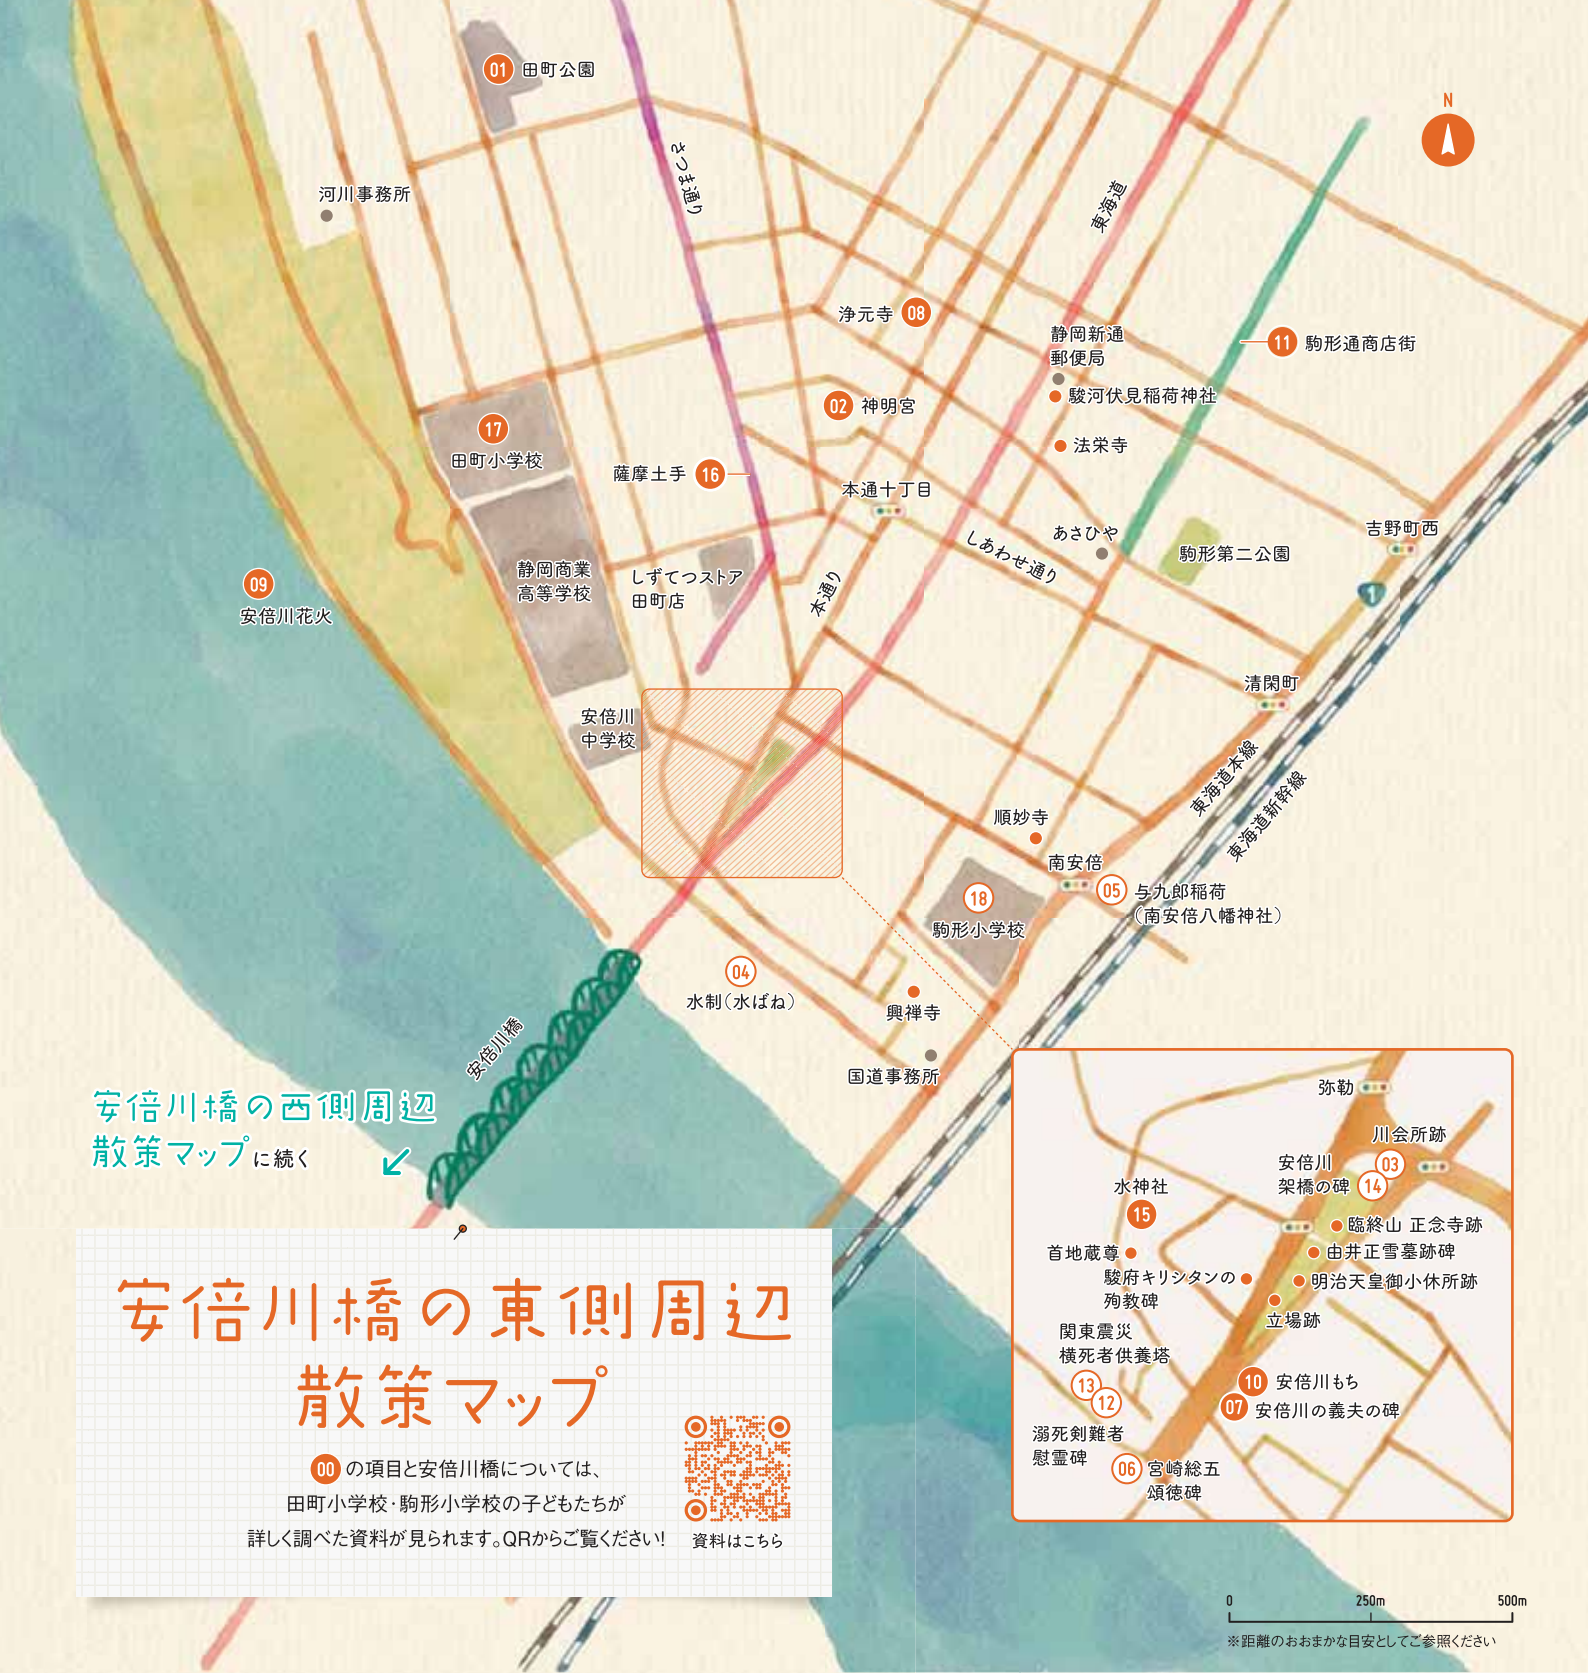 01 田町公園
N
さつま通り
東海道
河川事務所
浄元寺 08
静岡新通
郵便局
11 駒形通商店街
駿河伏見稲荷神社
02 神明宮
17
田町小学校
法栄寺
薩摩土手 16
本通十丁目
吉野町西
しあわせ通り
あさひや
駒形第二公園
静岡商業
高等学校
しずてつストア
田町店
本通り
1
09
安倍川花火
清閑町
安倍川
中学校
東海道本線
東海道新幹線
順妙寺
南安倍
05 与九郎稲荷
(南安倍八幡神社)
18
駒形小学校
04
水制(水ばね)
興禅寺
国道事務所
安倍川橋
安倍川橋の西側周辺
散策マップに続く
弥勒
川会所跡
03
安倍川
架橋の碑 14
水神社
15
臨終山 正念寺跡
首地蔵尊
由井正雪墓跡碑
駿府キリシタンの
殉教碑
明治天皇御小休所跡
立場跡
関東震災
横死者供養塔
13
12
10 安倍川もち
07 安倍川の義夫の碑
溺死剣難者
慰霊碑
06 宮崎総五
頌徳碑
安倍川橋の東側周辺
散策マップ
00 の項目と安倍川橋については、
田町小学校・駒形小学校の子どもたちが
詳しく調べた資料が見られます。QRからご覧ください!
資料はこちら
0 250m 500m
※距離のおおまかな目安としてご参照ください